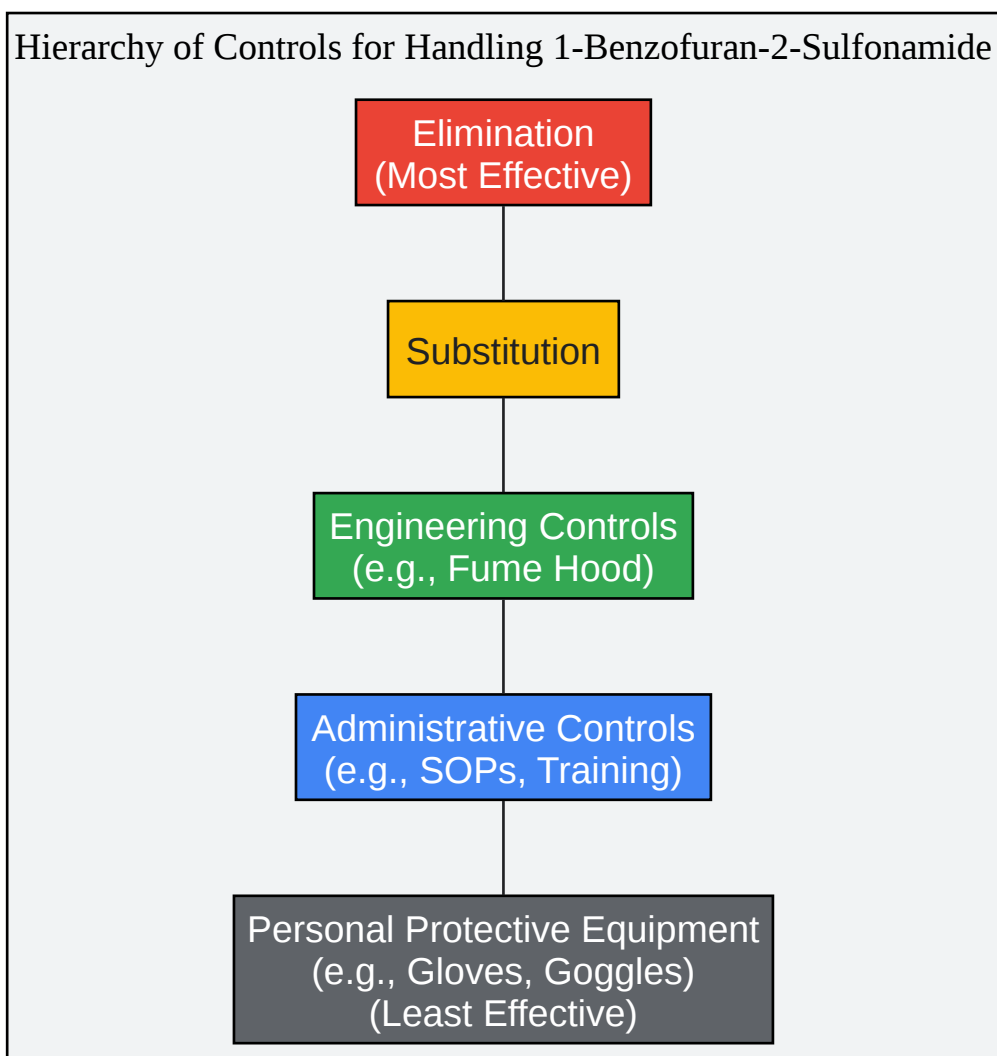 Hierarchy of Controls for Handling 1-Benzofuran-2-Sulfonamide
Elimination
(Most Effective)
Substitution
Engineering Controls
(e.g., Fume Hood)
Administrative Controls
(e.g., SOPs, Training)
Personal Protective Equipment
(e.g., Gloves, Goggles)
(Least Effective)